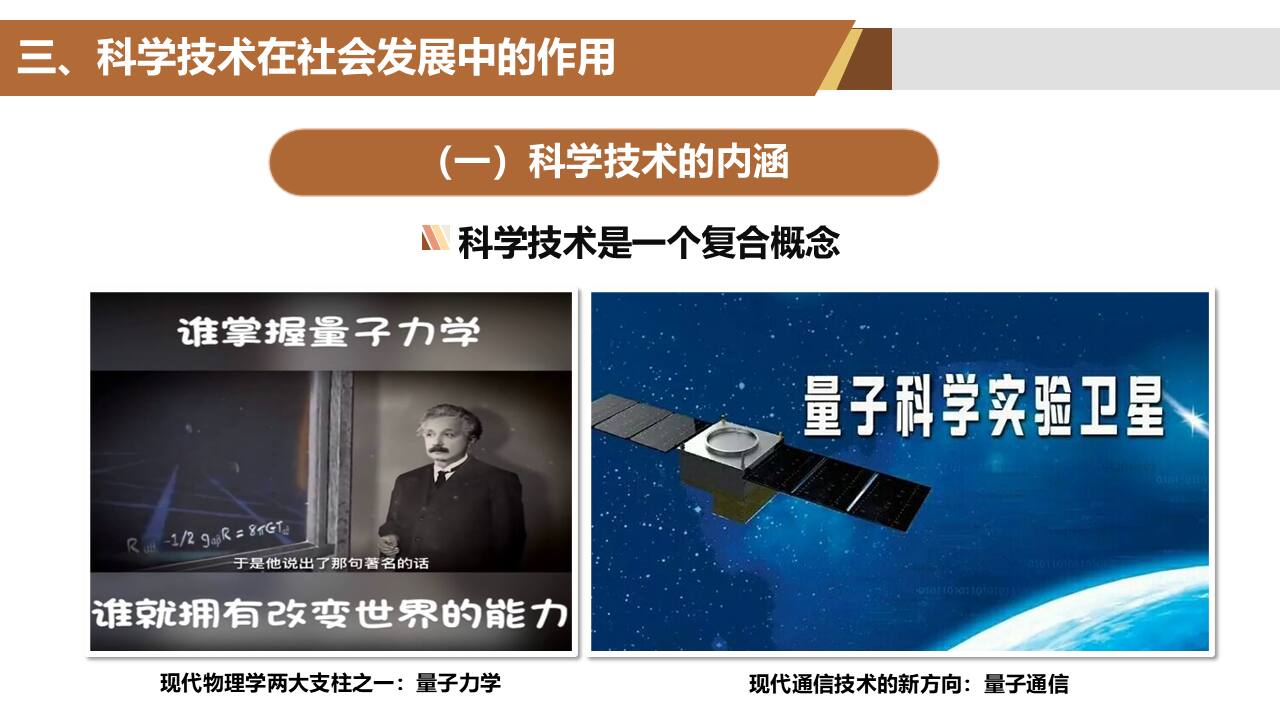 三、科学技术在社会发展中的作用
（一）科学技术的内涵
科学技术是一个复合概念
谁掌握量子力学
R -1/2 gαβR = 8πGT
于是他说出了那句著名的话
谁就拥有改变世界的能力
量子科学实验卫星
现代物理学两大支柱之一：量子力学
现代通信技术的新方向：量子通信